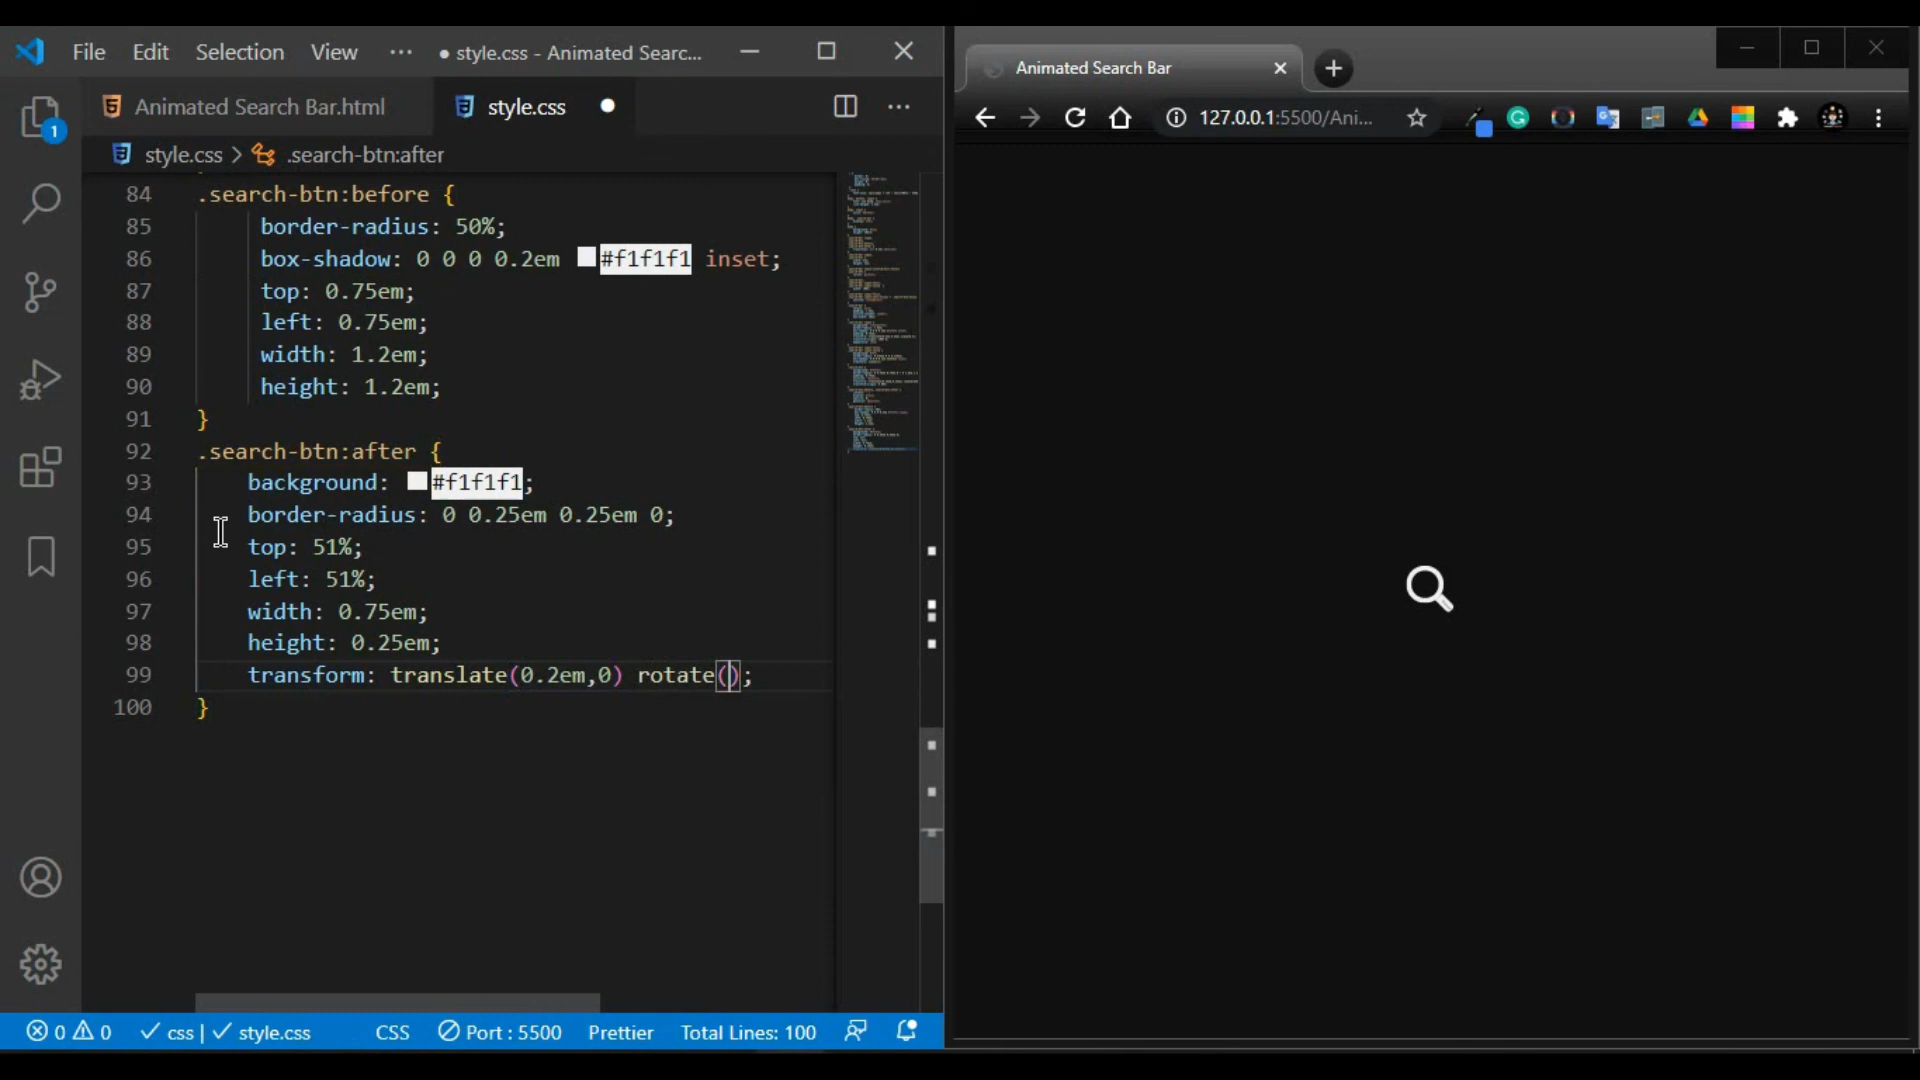 File Edit Selection View ··· ● style.css - Animated Searc...
Animated Search Bar.html style.css
style.css > .search-btn:after
1
84 .search-btn:before {
85 border-radius: 50%;
86 box-shadow: 0 0 0 0.2em #f1f1f1 inset;
87 top: 0.75em;
88 left: 0.75em;
89 width: 1.2em;
90 height: 1.2em;
91 }
92 .search-btn:after {
93 background: #f1f1f1;
94 border-radius: 0 0.25em 0.25em 0;
95 top: 51%;
96 left: 51%;
97 width: 0.75em;
98 height: 0.25em;
99 transform: translate(0.2em,0) rotate();
100 }
0 0 css | style.css CSS Port : 5500 Prettier Total Lines: 100
Animated Search Bar
127.0.0.1:5500/Ani...